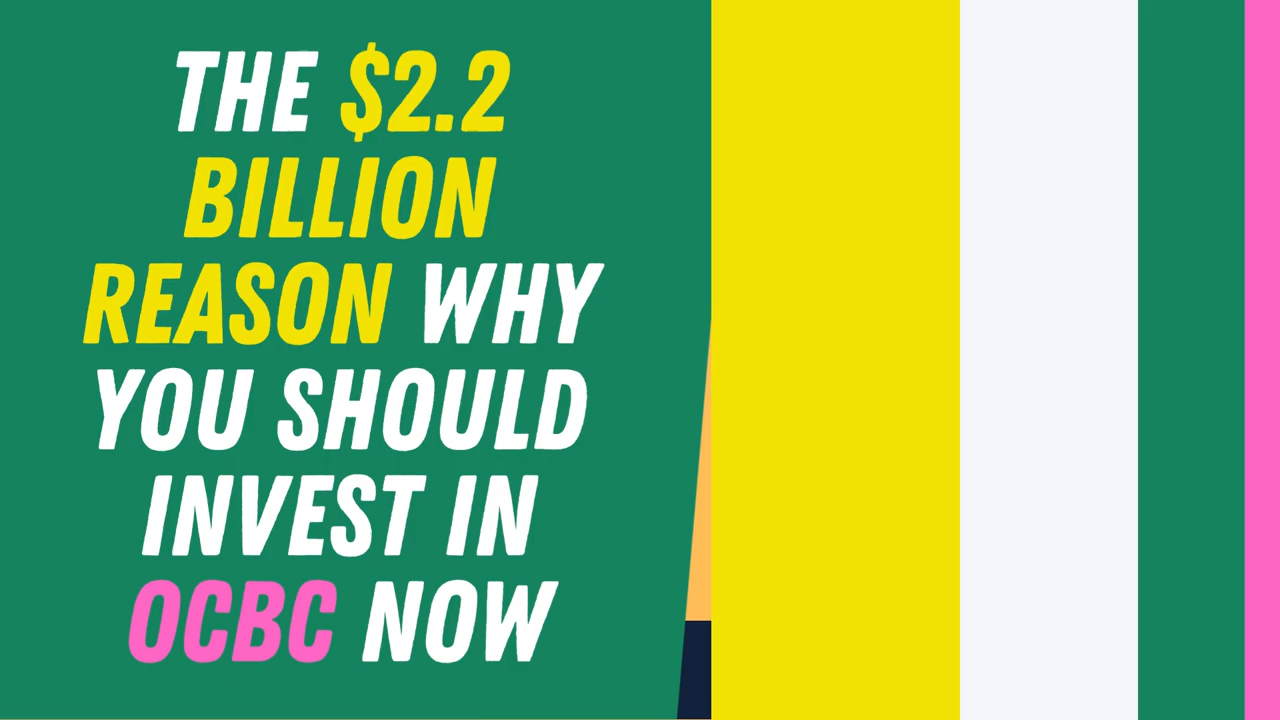 THE $2.2
BILLION
REASON WHY
YOU SHOULD
INVEST IN
OCBC NOW